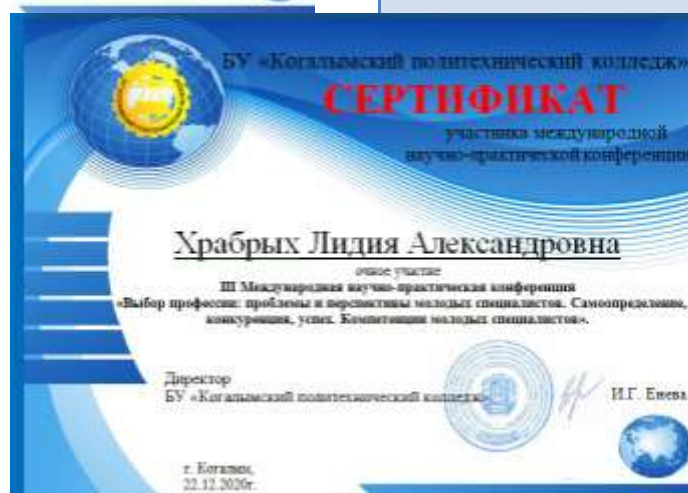 БУ «Когалымский политехнический колледж»
СЕРТИФИКАТ
участника международной
научно-практической конференции
Храбрых Лидия Александровна
очное участие
III Международная научно-практическая конференция
«Выбор профессии: проблемы и перспективы молодых специалистов. Самоопределение,
конкуренция, успех. Компетенции молодых специалистов».
Директор
БУ «Когалымский политехнический колледж»
И.Г. Енева
г. Когалым,
22.12.2020г.